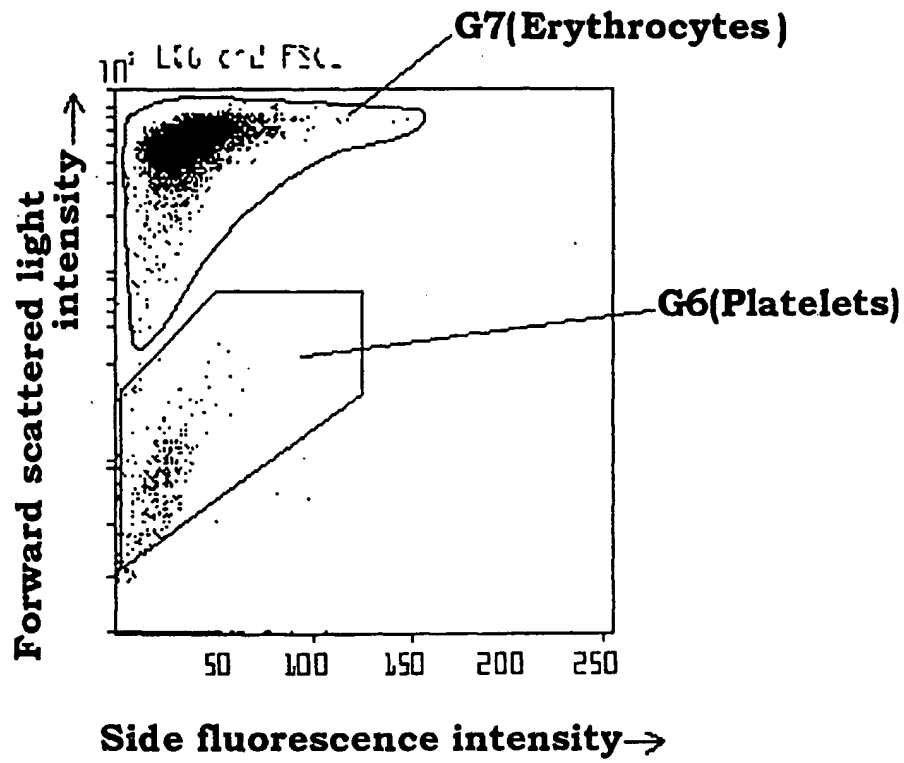 G7(Erythrocytes)
Forward scattered light
intensity→
G6(Platelets)
50 100 150 200 250
Side fluorescence intensity→